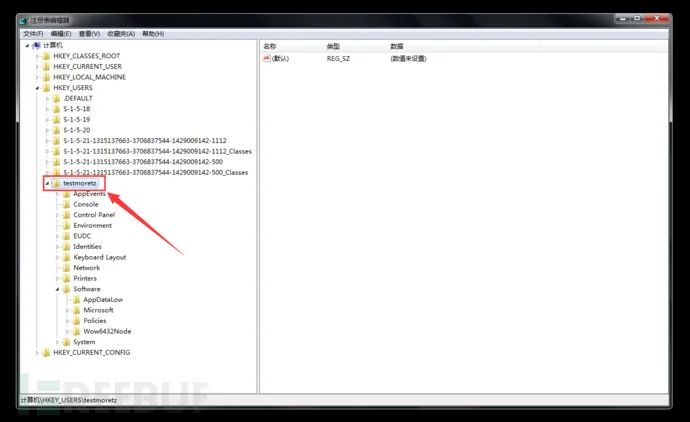 注册表编辑器
文件(F) 编辑(E) 查看(V) 收藏夹(A) 帮助(H)
计算机
HKEY_CLASSES_ROOT
HKEY_CURRENT_USER
HKEY_LOCAL_MACHINE
HKEY_USERS
.DEFAULT
S-1-5-18
S-1-5-19
S-1-5-20
S-1-5-21-1315137663-3706837544-1429009142-1112
S-1-5-21-1315137663-3706837544-1429009142-1112_Classes
S-1-5-21-1315137663-3706837544-1429009142-500
S-1-5-21-1315137663-3706837544-1429009142-500_Classes
testmoretz
AppEvents
Console
Control Panel
Environment
EUDC
Identities
Keyboard Layout
Network
Printers
Software
AppDataLow
Microsoft
Policies
Wow6432Node
System
HKEY_CURRENT_CONFIG
名称 类型 数据
(默认) REG_SZ (数值未设置)
REEBUF
计算机\HKEY_USERS\testmoretz